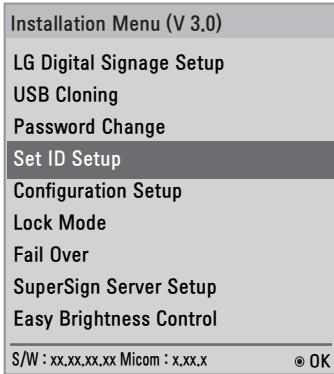 Installation Menu (V 3.0)
LG Digital Signage Setup
USB Cloning
Password Change
Set ID Setup
Configuration Setup
Lock Mode
Fail Over
SuperSign Server Setup
Easy Brightness Control
S/W : xx.xx.xx.xx Micom : x.xx.x ◉ OK